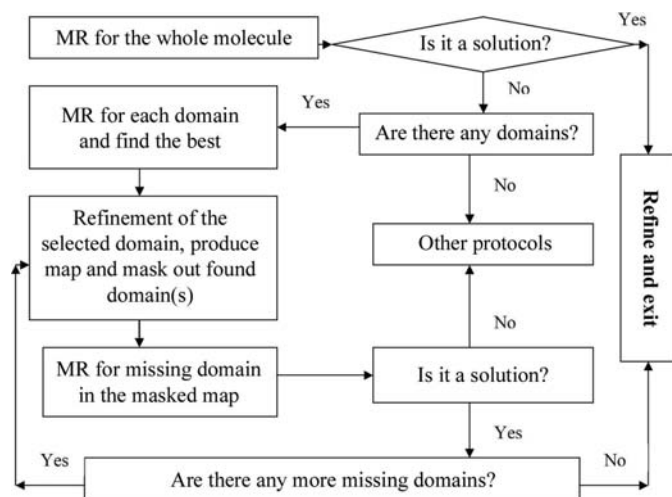 MR for the whole molecule
Is it a solution?
Yes
No
MR for each domain
and find the best
Yes
Are there any domains?
No
Refinement of the
selected domain, produce
map and mask out found
domain(s)
Other protocols
Refine and exit
No
MR for missing domain
in the masked map
Is it a solution?
Yes
Yes
Are there any more missing domains?
No